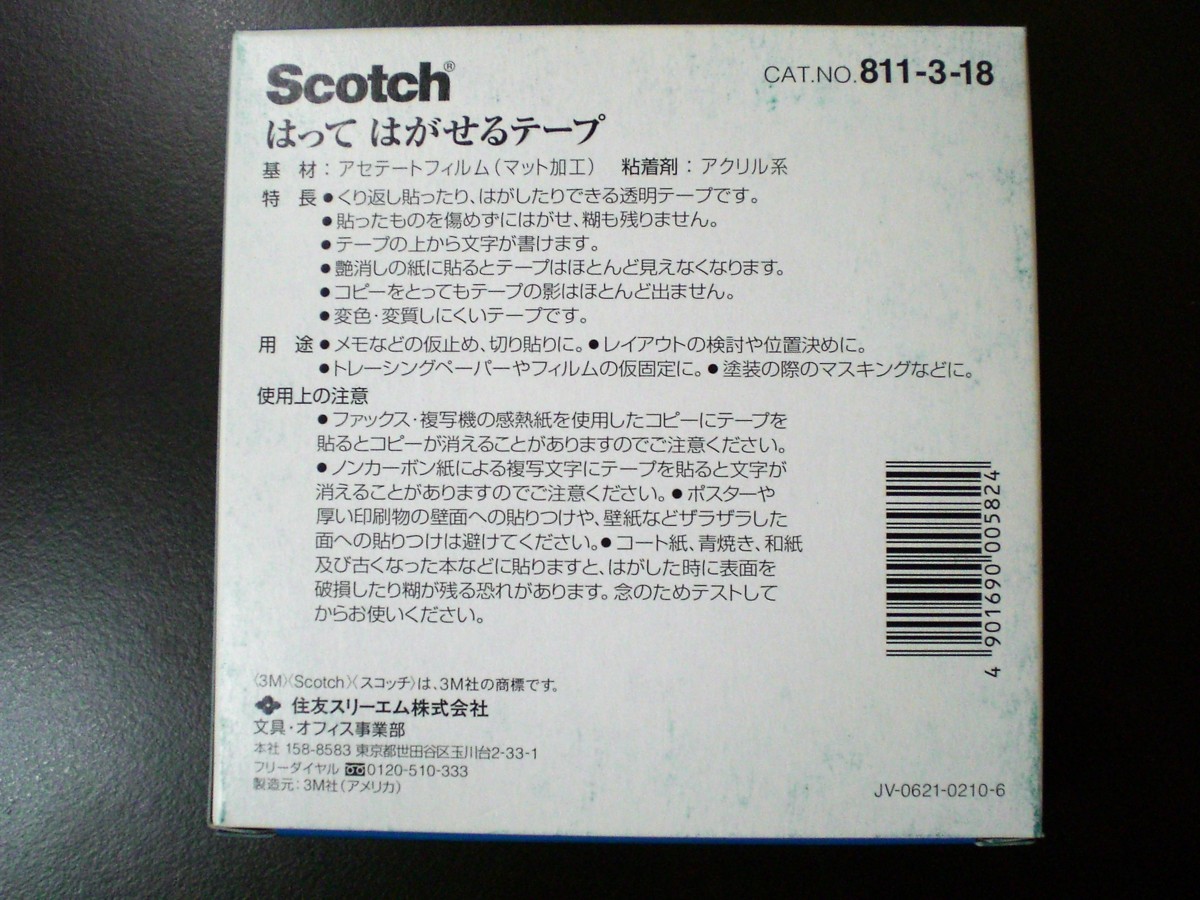 Scotch®
CAT.NO.811-3-18
はって はがせるテープ
基 材：アセテートフィルム（マット加工） 粘着剤：アクリル系
特 長●くり返し貼ったり、はがしたりできる透明テープです。
●貼ったものを傷めずにはがせ、糊も残りません。
●テープの上から文字が書けます。
●艶消しの紙に貼るとテープはほとんど見えなくなります。
●コピーをとってもテープの影はほとんど出ません。
●変色・変質しにくいテープです。
用 途●メモなどの仮止め、切り貼りに。●レイアウトの検討や位置決めに。
●トレーシングペーパーやフィルムの仮固定に。●塗装の際のマスキングなどに。
使用上の注意
●ファックス・複写機の感熱紙を使用したコピーにテープを
貼るとコピーが消えることがありますのでご注意ください。
●ノンカーボン紙による複写文字にテープを貼ると文字が
消えることがありますのでご注意ください。●ポスターや
厚い印刷物の壁面への貼りつけや、壁紙などザラザラした
面への貼りつけは避けてください。●コート紙、青焼き、和紙
及び古くなった本などに貼りますと、はがした時に表面を
破損したり糊が残る恐れがあります。念のためテストして
からお使いください。
4 901690 005824
〈3M〉〈Scotch〉〈スコッチ〉は、3M社の商標です。
住友スリーエム株式会社
文具・オフィス事業部
本社 158-8583 東京都世田谷区玉川台2-33-1
フリーダイヤル 0120-510-333
製造元：3M社（アメリカ）
JV-0621-0210-6